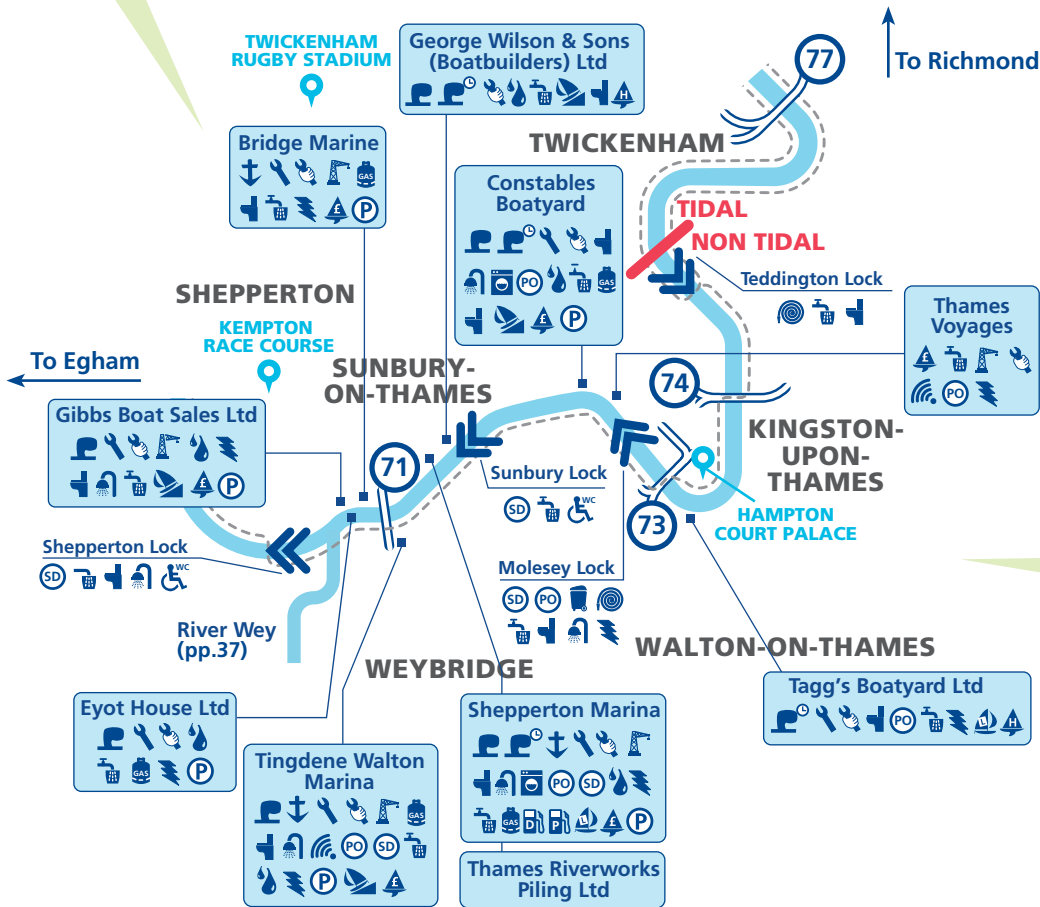 TWICKENHAM
RUGBY STADIUM
George Wilson & Sons
(Boatbuilders) Ltd
H
77
To Richmond
Bridge Marine
GAS
£
P
TWICKENHAM
Constables
Boatyard
PO
GAS
£
P
TIDAL
NON TIDAL
Teddington Lock
SHEPPERTON
KEMPTON
RACE COURSE
To Egham
SUNBURY-
ON-THAMES
Thames
Voyages
£
PO
74
Gibbs Boat Sales Ltd
£
P
71
KINGSTON-
UPON-
THAMES
Sunbury Lock
SD
WC
73
HAMPTON
COURT PALACE
Shepperton Lock
SD
WC
Molesey Lock
SD
PO
River Wey
(pp.37)
WEYBRIDGE
WALTON-ON-THAMES
Tagg's Boatyard Ltd
PO
L
H
Eyot House Ltd
GAS
P
Tingdene Walton
Marina
GAS
PO
SD
P
£
Shepperton Marina
PO
SD
GAS
D
P
L
£
P
Thames Riverworks
Piling Ltd